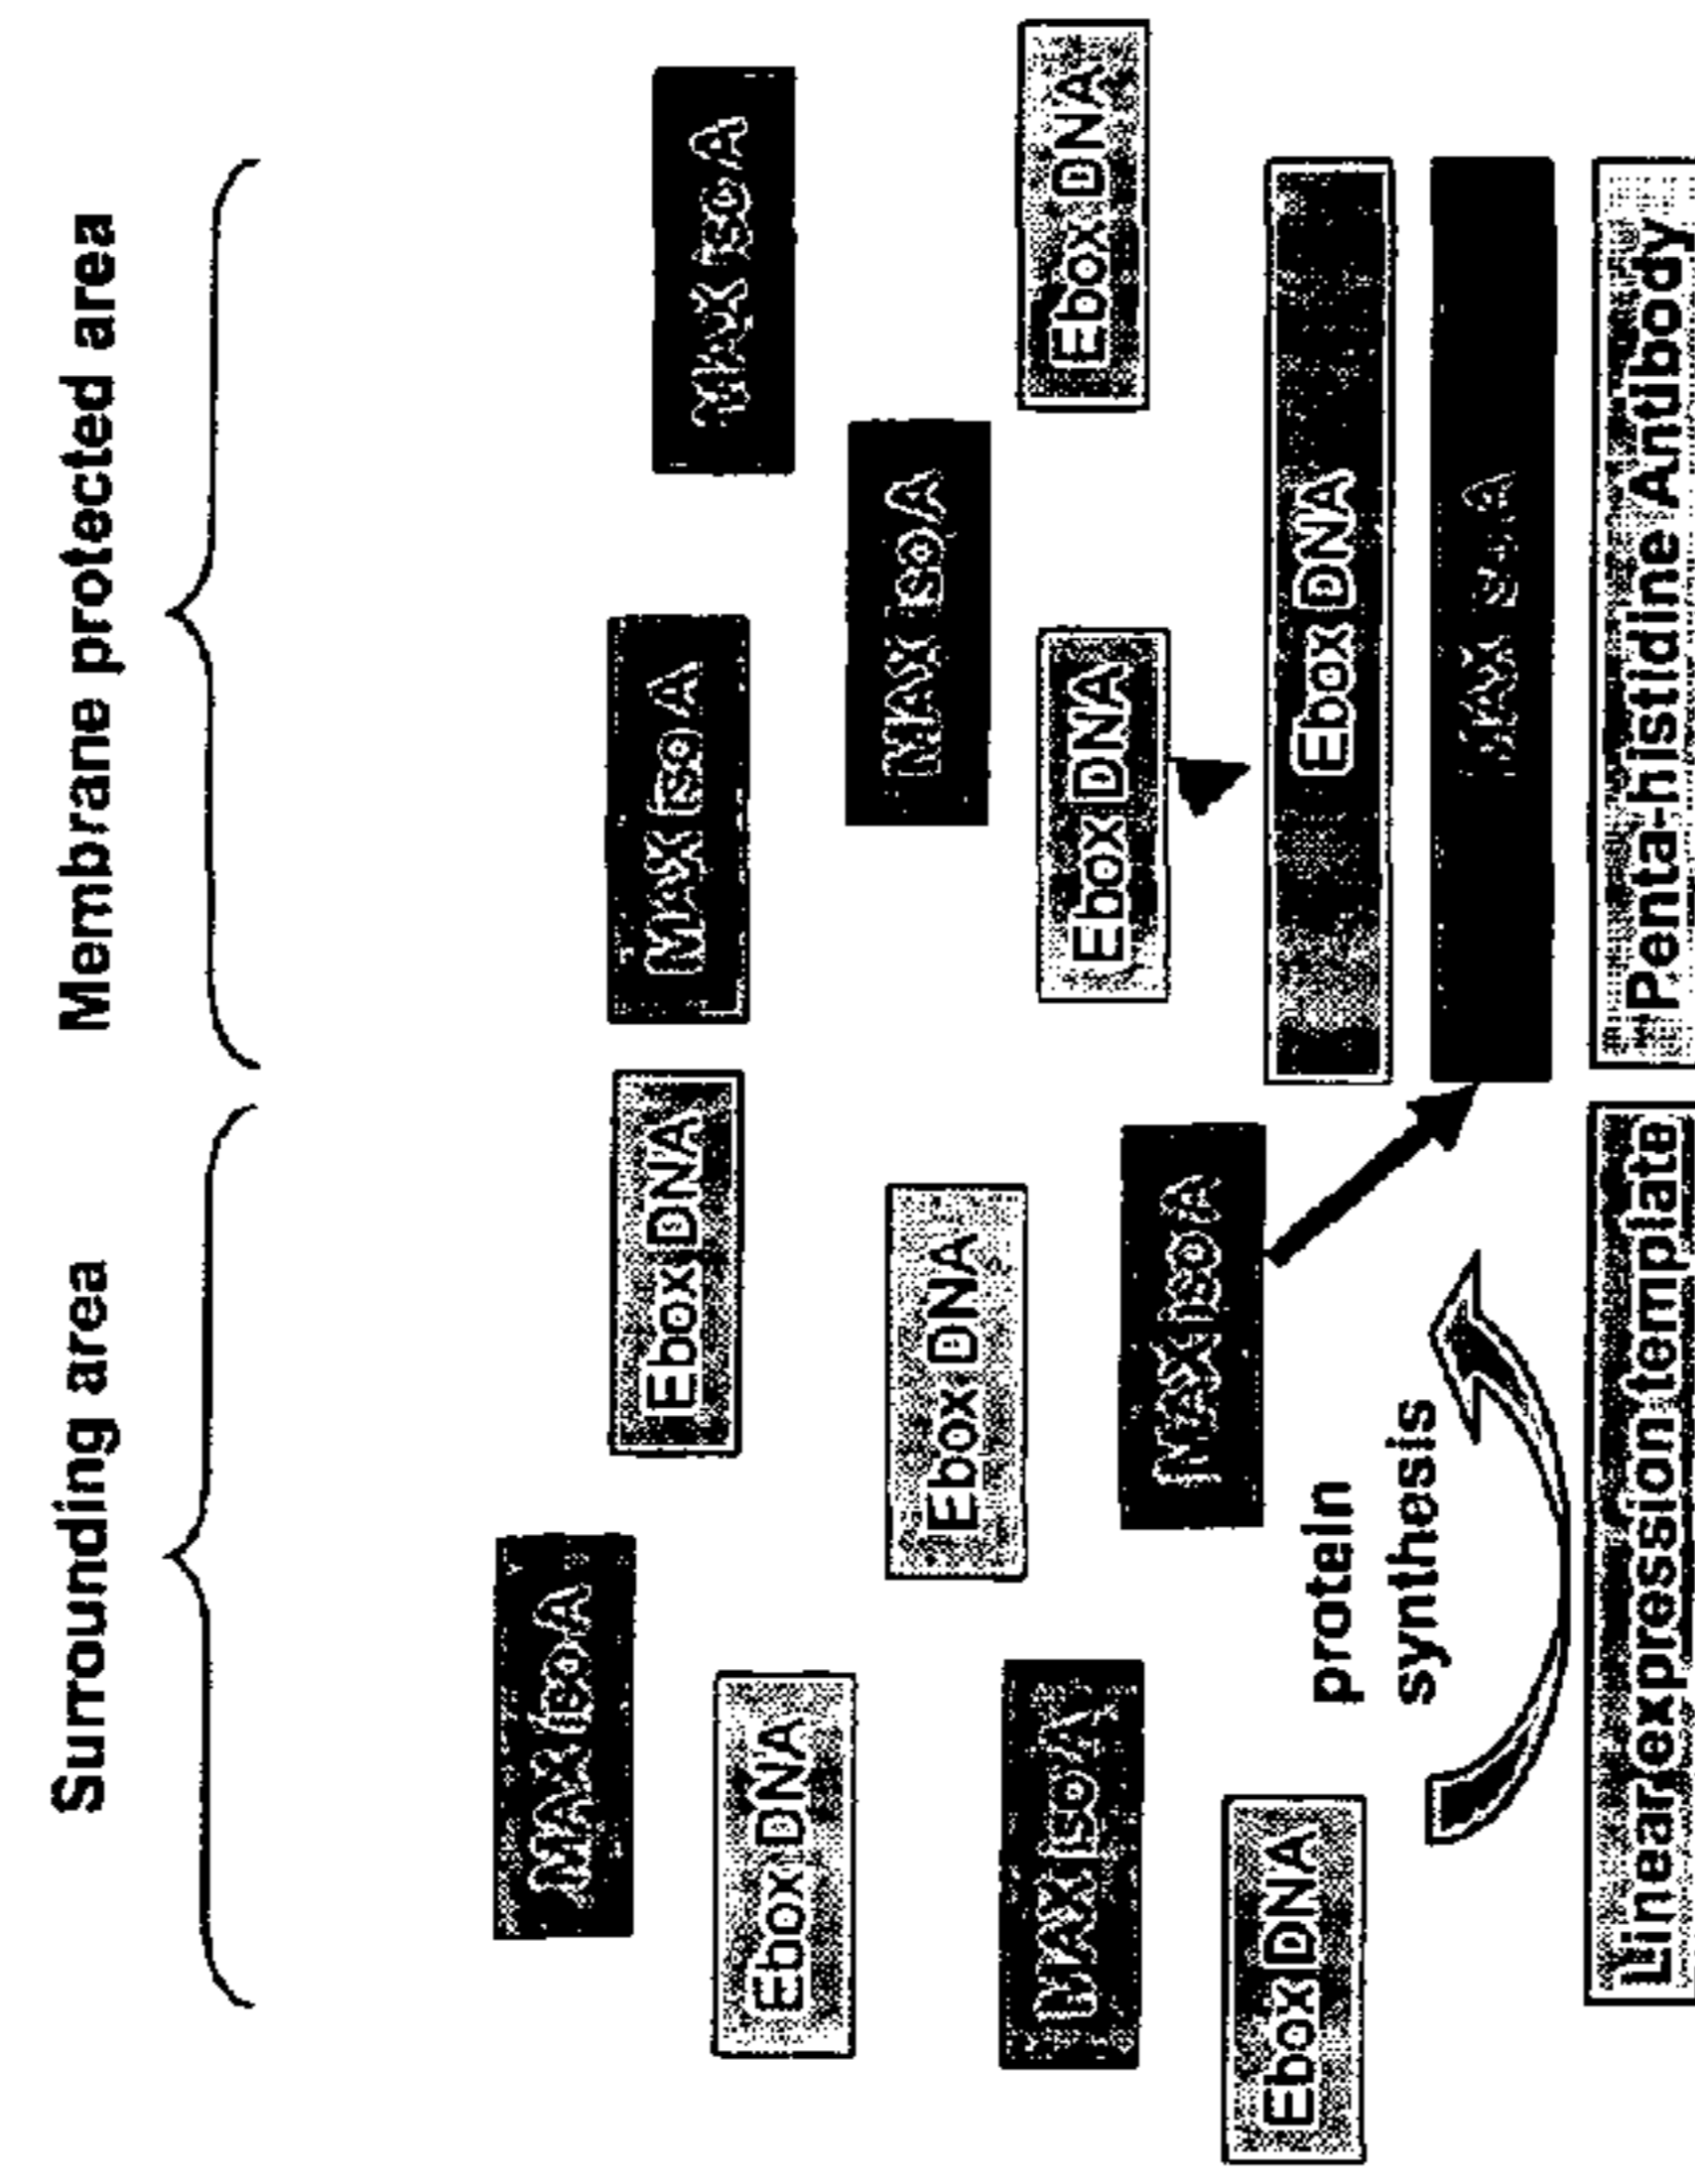 Surrounding area
Membrane protected area
MAX iso A
Ebox DNA
MAX iso A
MAX iso A
Ebox DNA
MAX iso A
Ebox DNA
MAX iso A
Ebox DNA
Ebox DNA
MAX iso A
Ebox DNA
Ebox DNA
protein
synthesis
MAX iso A
Linear expression template
Penta-histidine Antibody